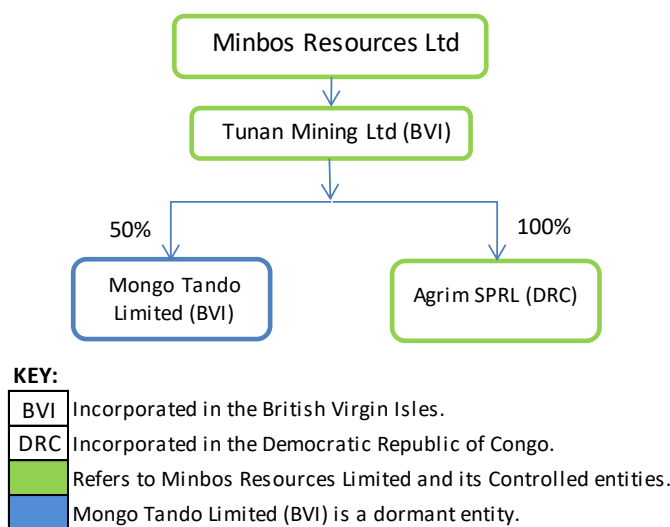 Minbos Resources Ltd
Tunan Mining Ltd (BVI)
50%
100%
Mongo Tando
Limited (BVI)
Agrim SPRL (DRC)
KEY:
BVI Incorporated in the British Virgin Isles.
DRC Incorporated in the Democratic Republic of Congo.
Refers to Minbos Resources Limited and its Controlled entities.
Mongo Tando Limited (BVI) is a dormant entity.